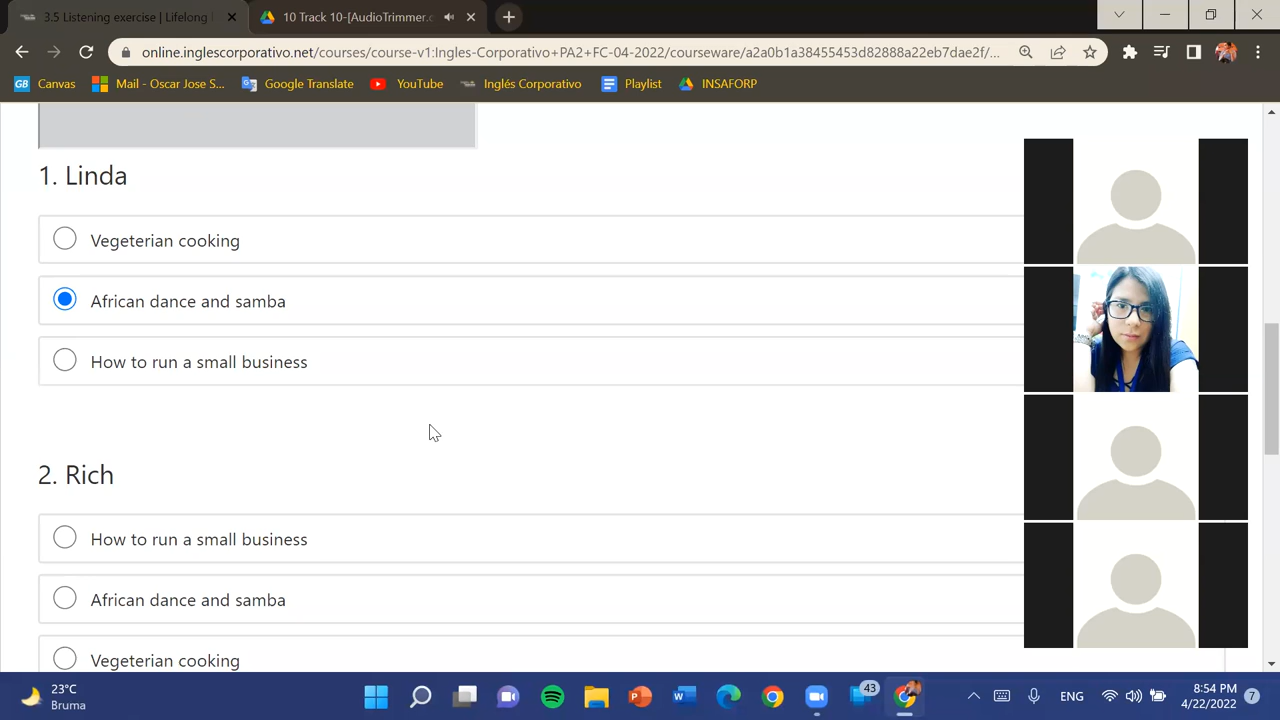 3.5 Listening exercise | Lifelong
10 Track 10-[AudioTrimmer.c
online.inglescorporativo.net/courses/course-v1:Ingles-Corporativo+PA2+FC-04-2022/courseware/a2a0b1a38455453d82888a22eb7dae2f/...
GB Canvas
Mail - Oscar Jose S...
Google Translate
YouTube
Inglés Corporativo
Playlist
INSAFORP
1. Linda
Vegeterian cooking
African dance and samba
How to run a small business
2. Rich
How to run a small business
African dance and samba
Vegeterian cooking
23°C
Bruma
43
ENG
8:54 PM
4/22/2022
7